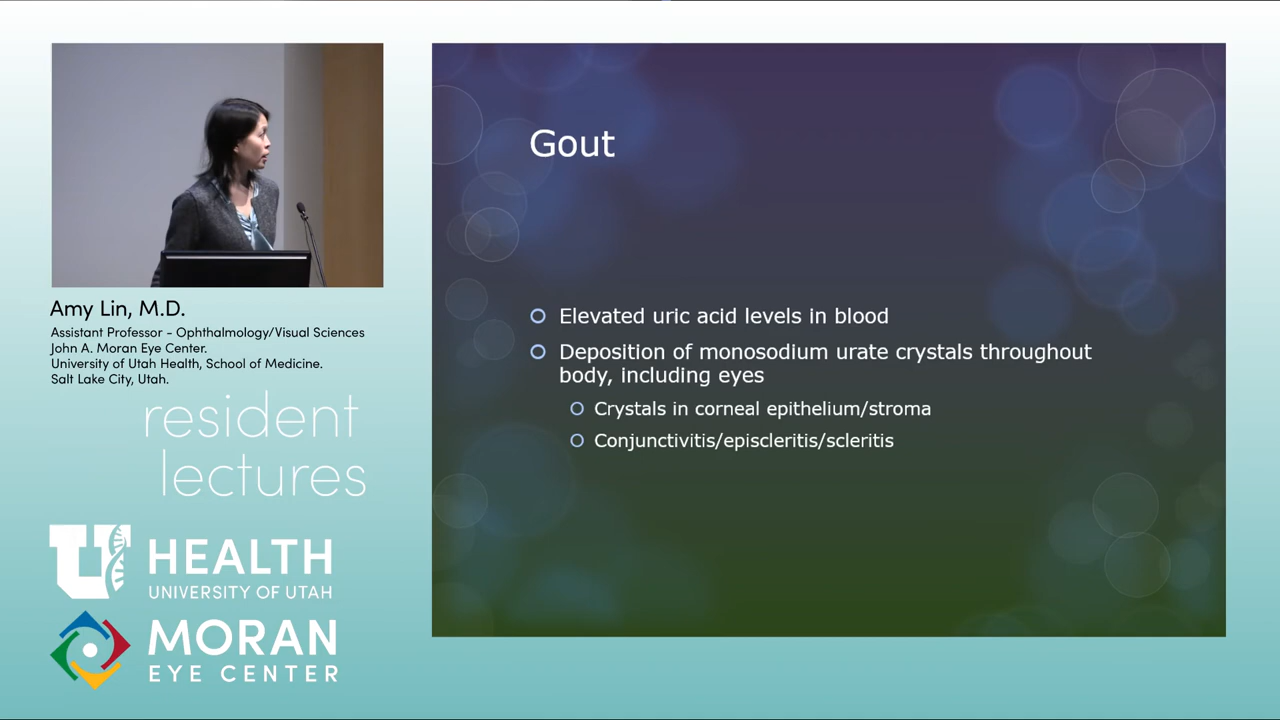 Amy Lin, M.D.
Assistant Professor - Ophthalmology/Visual Sciences
John A. Moran Eye Center.
University of Utah Health, School of Medicine.
Salt Lake City, Utah.
resident
lectures
U HEALTH
UNIVERSITY OF UTAH
MORAN
EYE CENTER
Gout
Elevated uric acid levels in blood
Deposition of monosodium urate crystals throughout
body, including eyes
Crystals in corneal epithelium/stroma
Conjunctivitis/episcleritis/scleritis